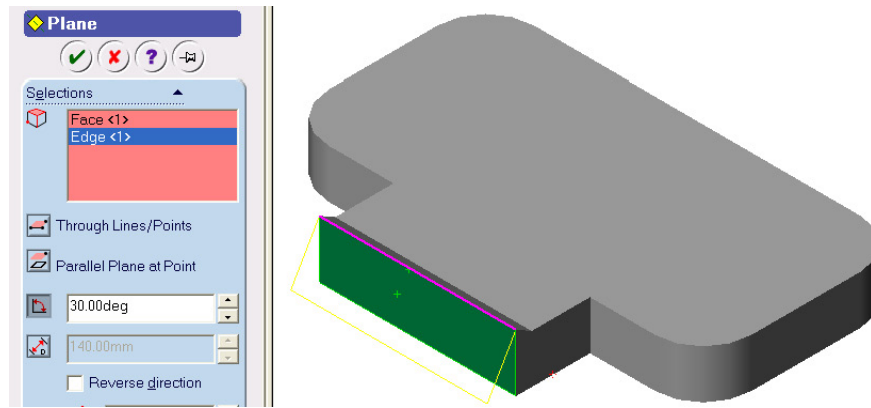 Plane
?
Selections
Face <1>
Edge <1>
Through Lines/Points
Parallel Plane at Point
30.00deg
D
140.00mm
Reverse direction